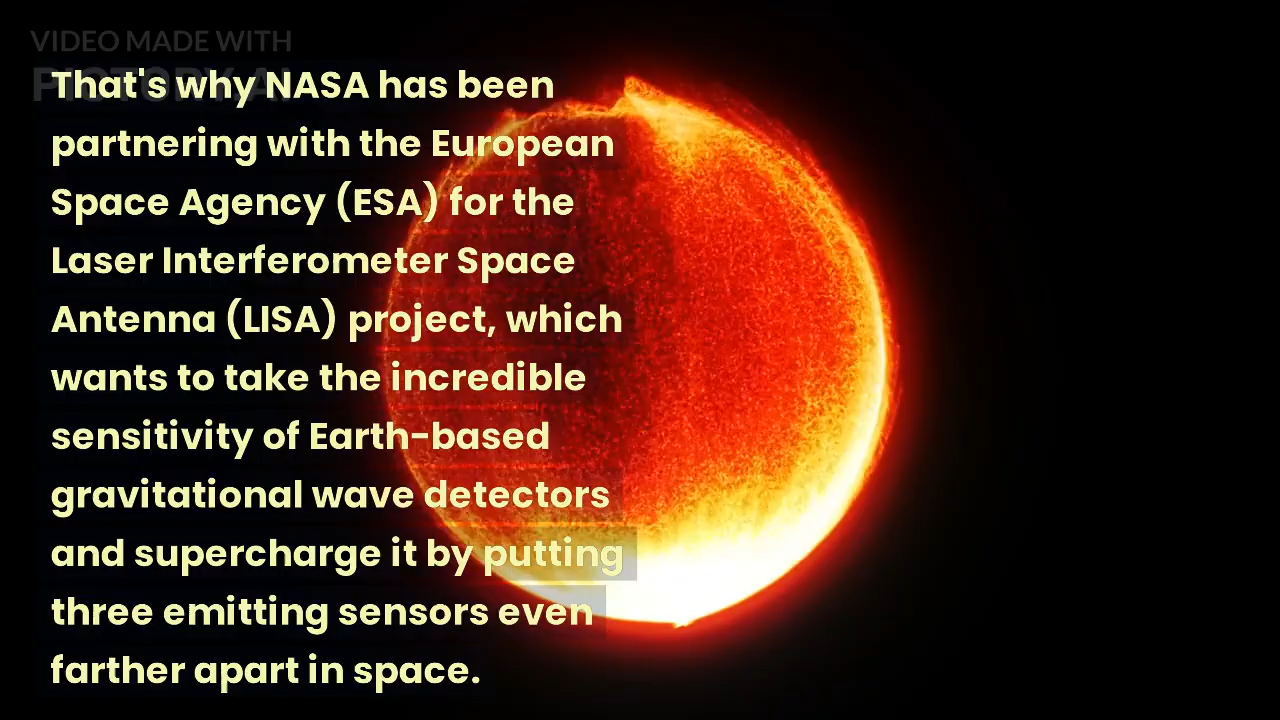 VIDEO MADE WITH
PICTORY.AI
That's why NASA has been
partnering with the European
Space Agency (ESA) for the
Laser Interferometer Space
Antenna (LISA) project, which
wants to take the incredible
sensitivity of Earth-based
gravitational wave detectors
and supercharge it by putting
three emitting sensors even
farther apart in space.